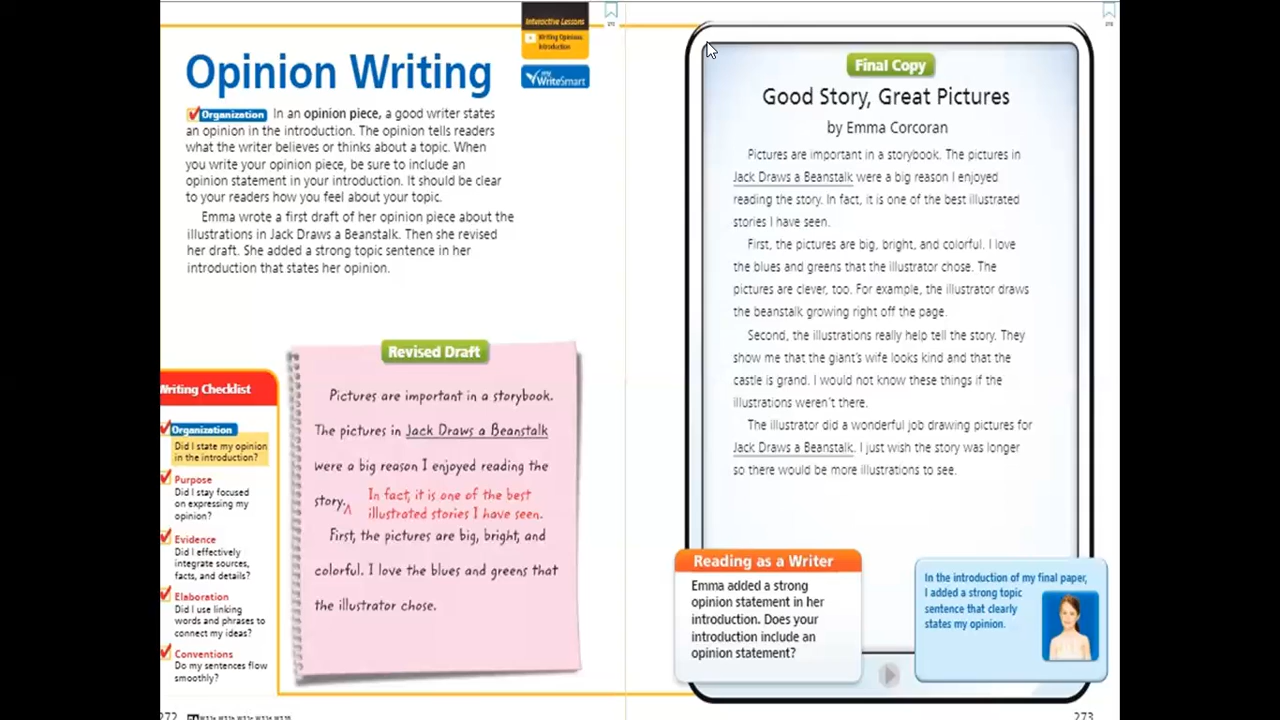 Interactive Lessons
Writing Opinions:
Introduction
my
WriteSmart
Opinion Writing
Organization In an opinion piece, a good writer states
an opinion in the introduction. The opinion tells readers
what the writer believes or thinks about a topic. When
you write your opinion piece, be sure to include an
opinion statement in your introduction. It should be clear
to your readers how you feel about your topic.
Emma wrote a first draft of her opinion piece about the
illustrations in Jack Draws a Beanstalk. Then she revised
her draft. She added a strong topic sentence in her
introduction that states her opinion.
Writing Checklist
Organization
Did I state my opinion
in the introduction?
Purpose
Did I stay focused
on expressing my
opinion?
Evidence
Did I effectively
integrate sources,
facts, and details?
Elaboration
Did I use linking
words and phrases to
connect my ideas?
Conventions
Do my sentences flow
smoothly?
Revised Draft
Pictures are important in a storybook.
The pictures in Jack Draws a Beanstalk
were a big reason I enjoyed reading the
story. In fact, it is one of the best
illustrated stories I have seen.
First, the pictures are big, bright, and
colorful. I love the blues and greens that
the illustrator chose.
272
Final Copy
Good Story, Great Pictures
by Emma Corcoran
Pictures are important in a storybook. The pictures in
Jack Draws a Beanstalk were a big reason I enjoyed
reading the story. In fact, it is one of the best illustrated
stories I have seen.
First, the pictures are big, bright, and colorful. I love
the blues and greens that the illustrator chose. The
pictures are clever, too. For example, the illustrator draws
the beanstalk growing right off the page.
Second, the illustrations really help tell the story. They
show me that the giant's wife looks kind and that the
castle is grand. I would not know these things if the
illustrations weren't there.
The illustrator did a wonderful job drawing pictures for
Jack Draws a Beanstalk. I just wish the story was longer
so there would be more illustrations to see.
Reading as a Writer
Emma added a strong
opinion statement in her
introduction. Does your
introduction include an
opinion statement?
In the introduction of my final paper,
I added a strong topic
sentence that clearly
states my opinion.
273